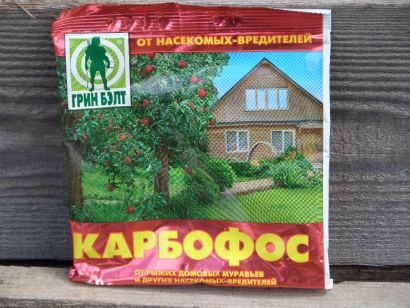 ОТ НАСЕКОМЫХ-ВРЕДИТЕЛЕЙ
ГРИН БЭЛТ
КАРБОФОС
ОТ РЫЖИХ ДОМОВЫХ МУРАВЬЕВ
И ДРУГИХ НАСЕКОМЫХ-ВРЕДИТЕЛЕЙ